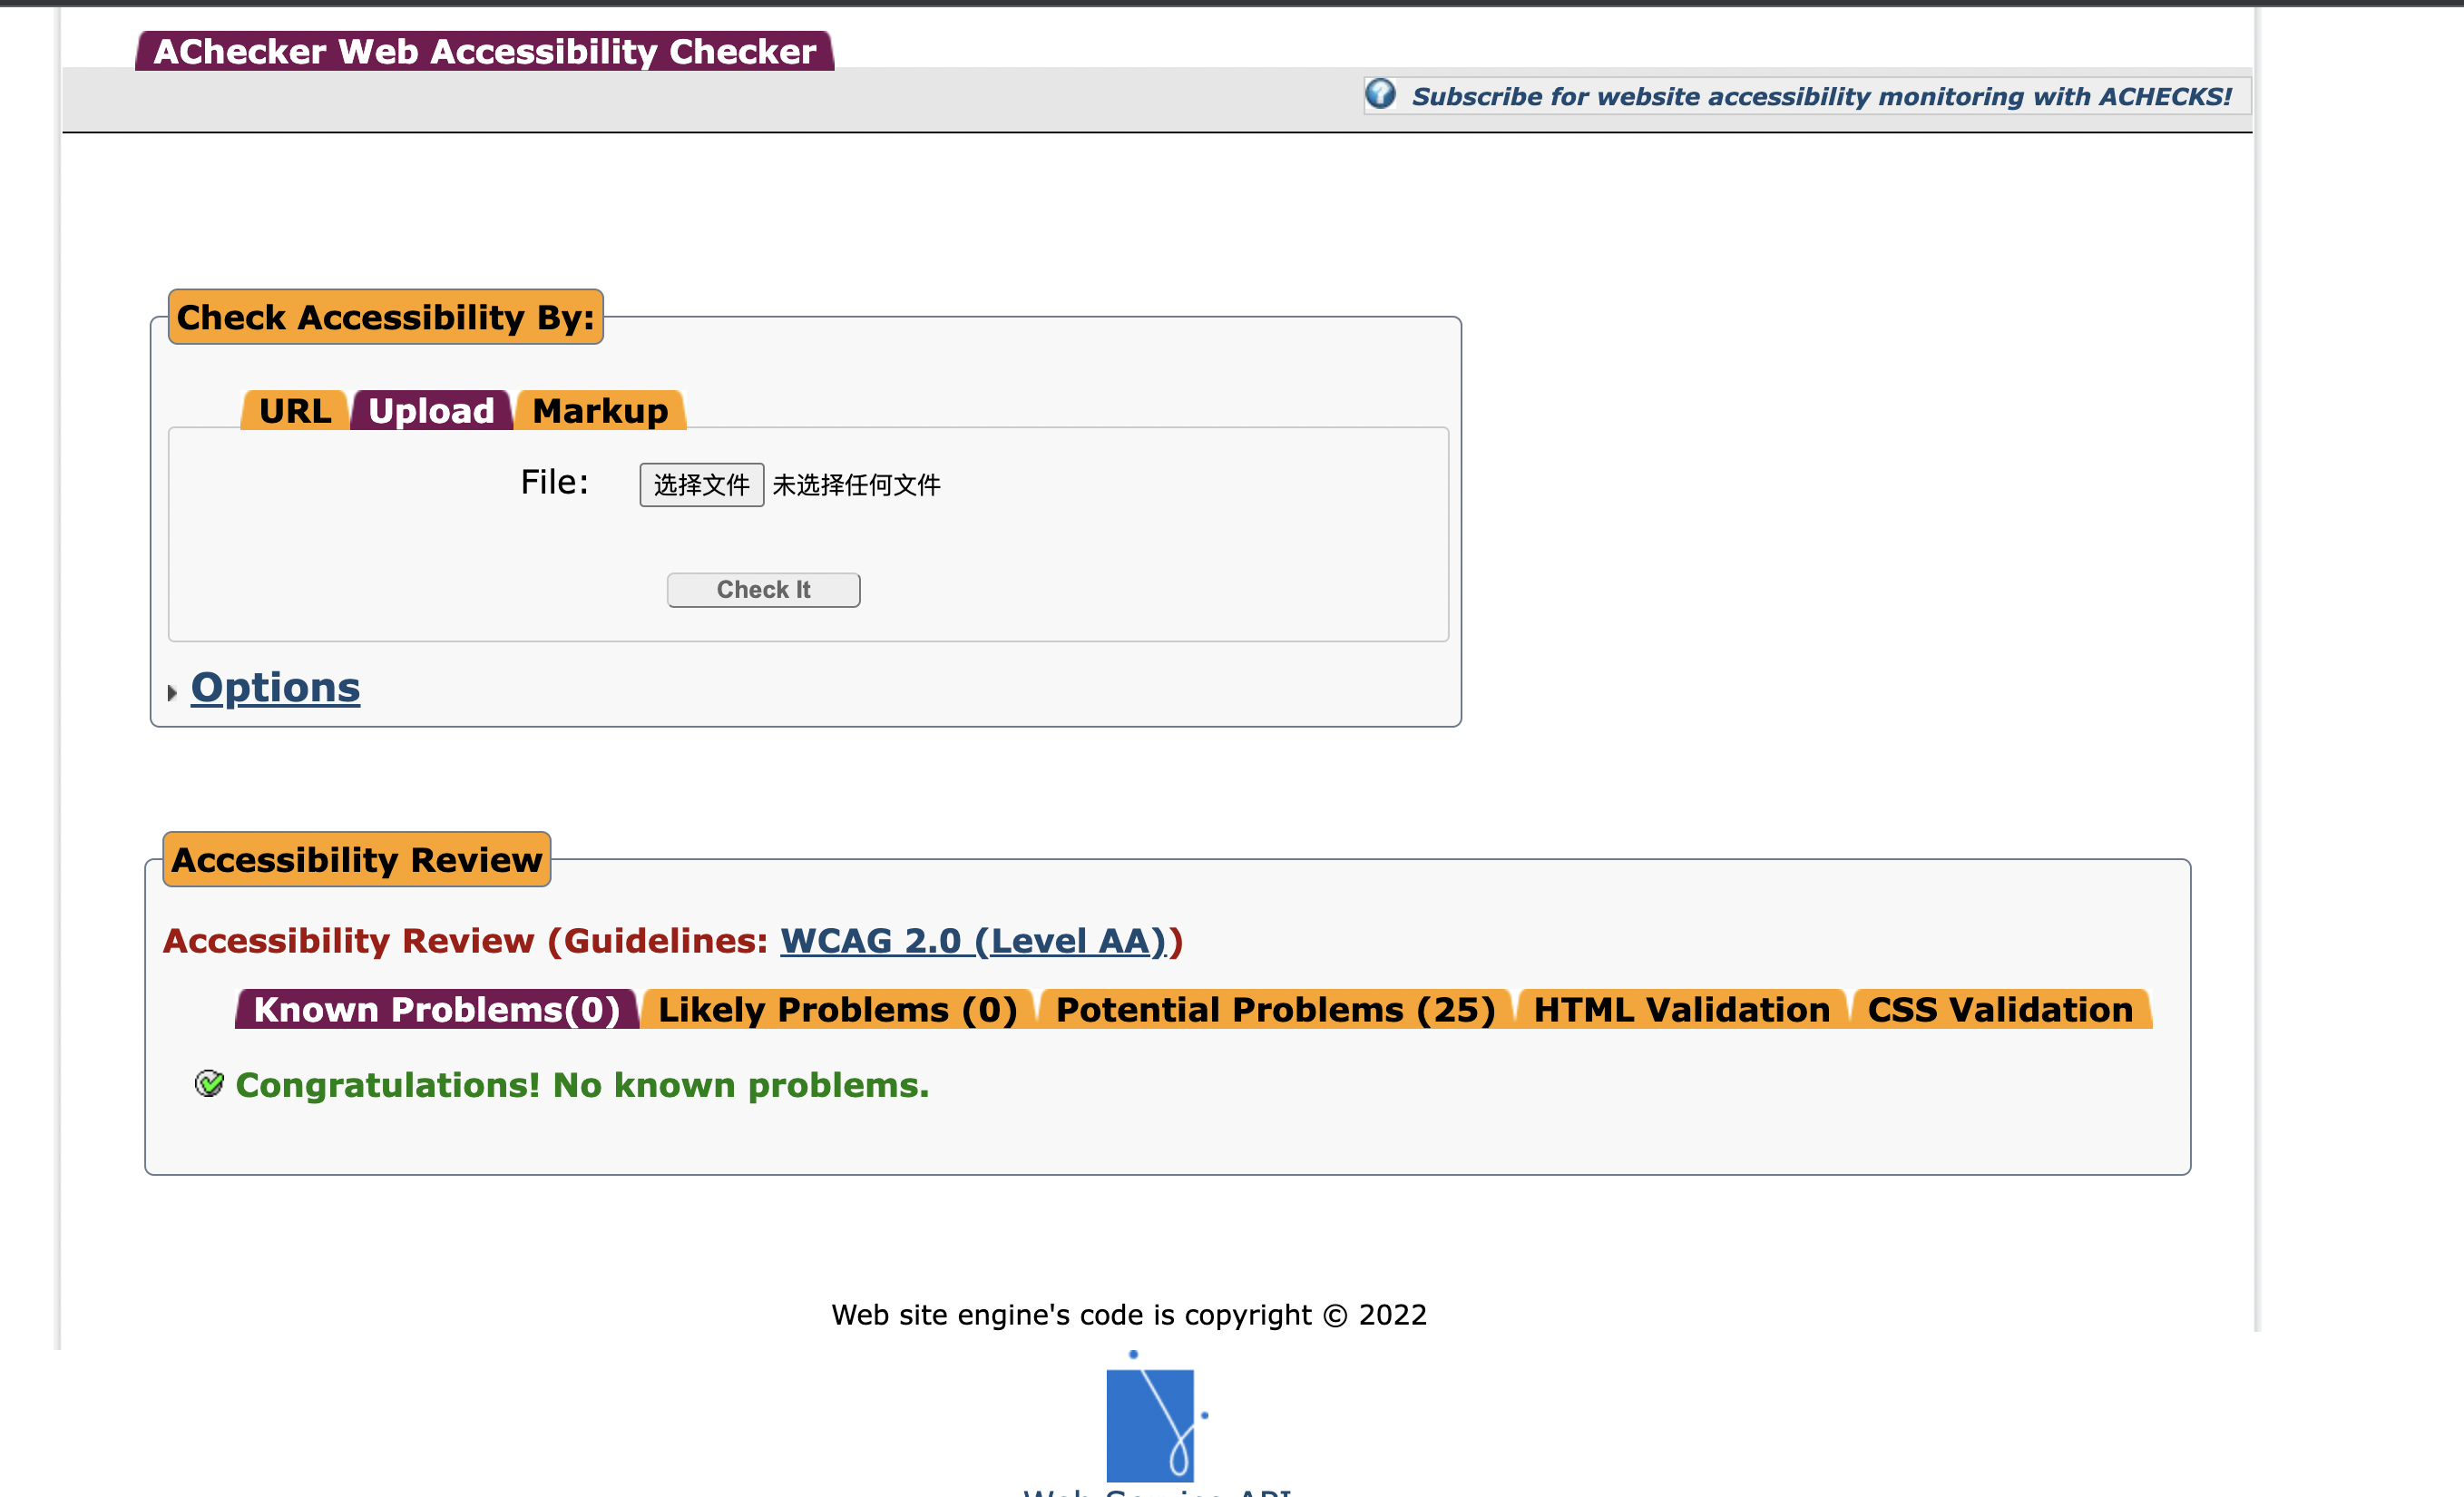 AChecker Web Accessibility Checker
Subscribe for website accessibility monitoring with ACHECKS!
Check Accessibility By:
URL Upload Markup
File: 选择文件 未选择任何文件
Check It
Options
Accessibility Review
Accessibility Review (Guidelines: WCAG 2.0 (Level AA))
Known Problems(0) Likely Problems (0) Potential Problems (25) HTML Validation CSS Validation
Congratulations! No known problems.
Web site engine's code is copyright © 2022
Web Service API